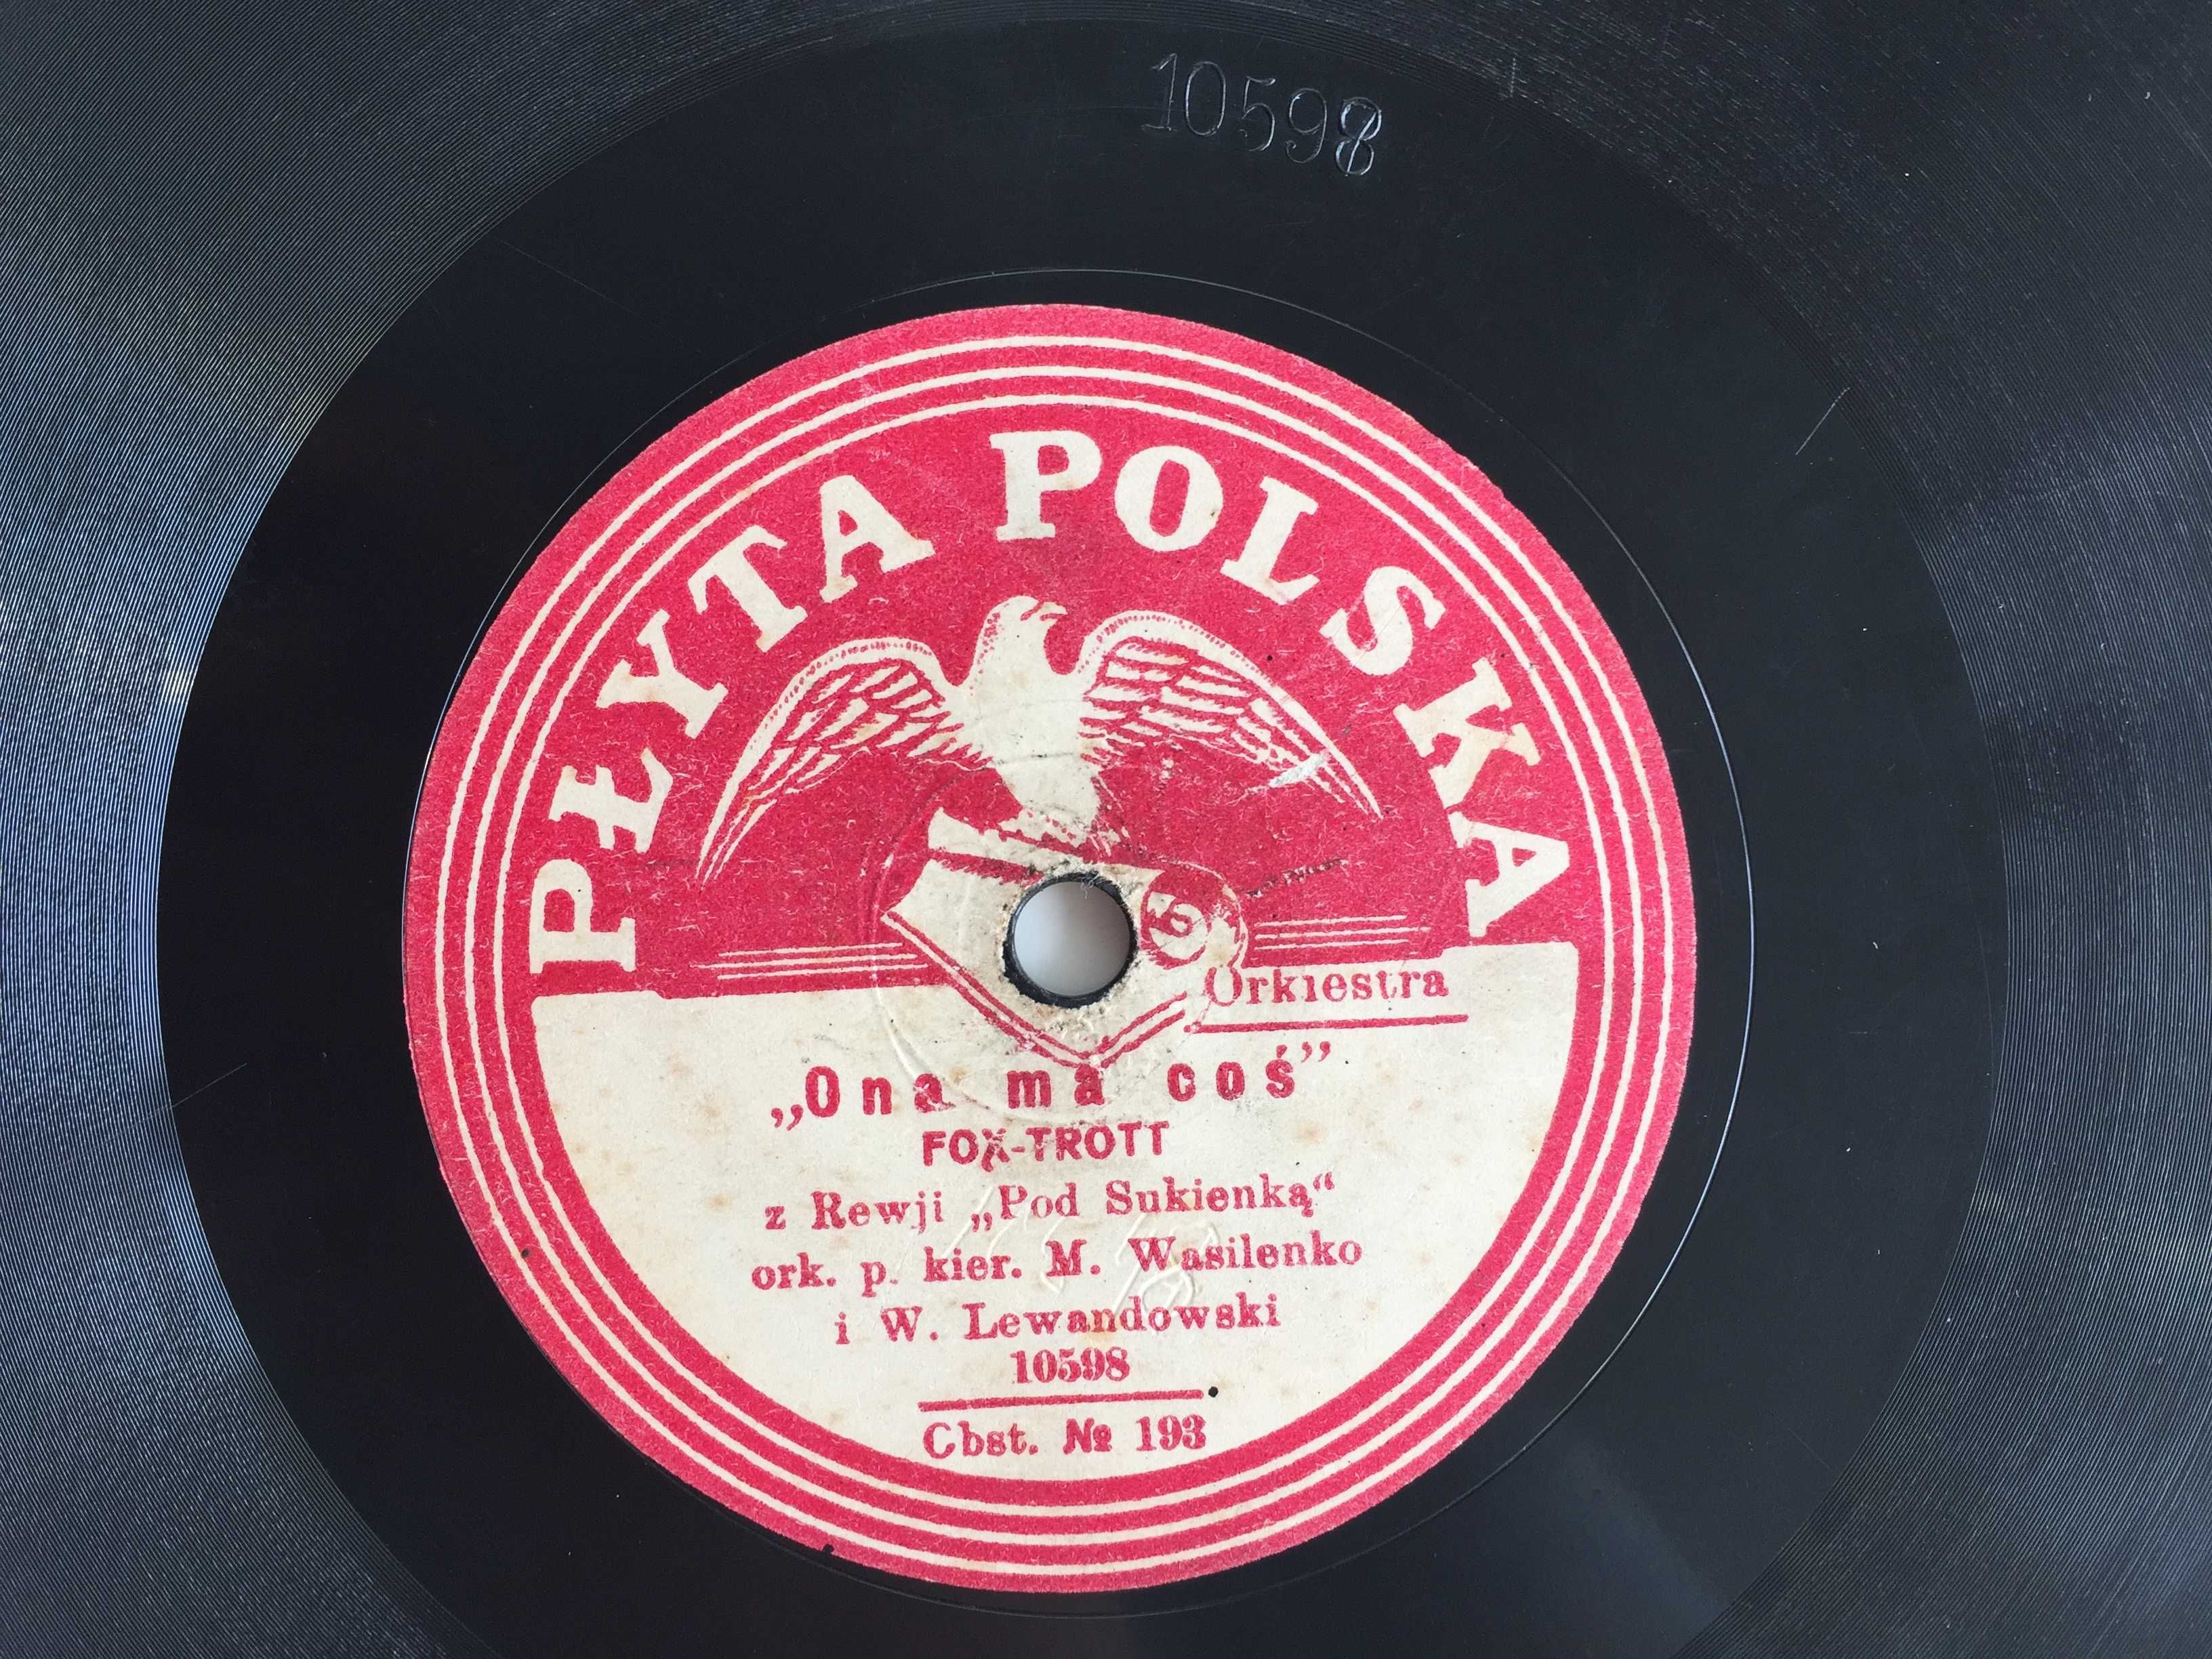 10598
PŁYTA POLSKA
Orkiestra
„Ona ma coś”
FOX-TROTT
z Rewji „Pod Sukienką“
ork. p. kier. M. Wasilenko
i W. Lewandowski
10598
Cbst. № 193